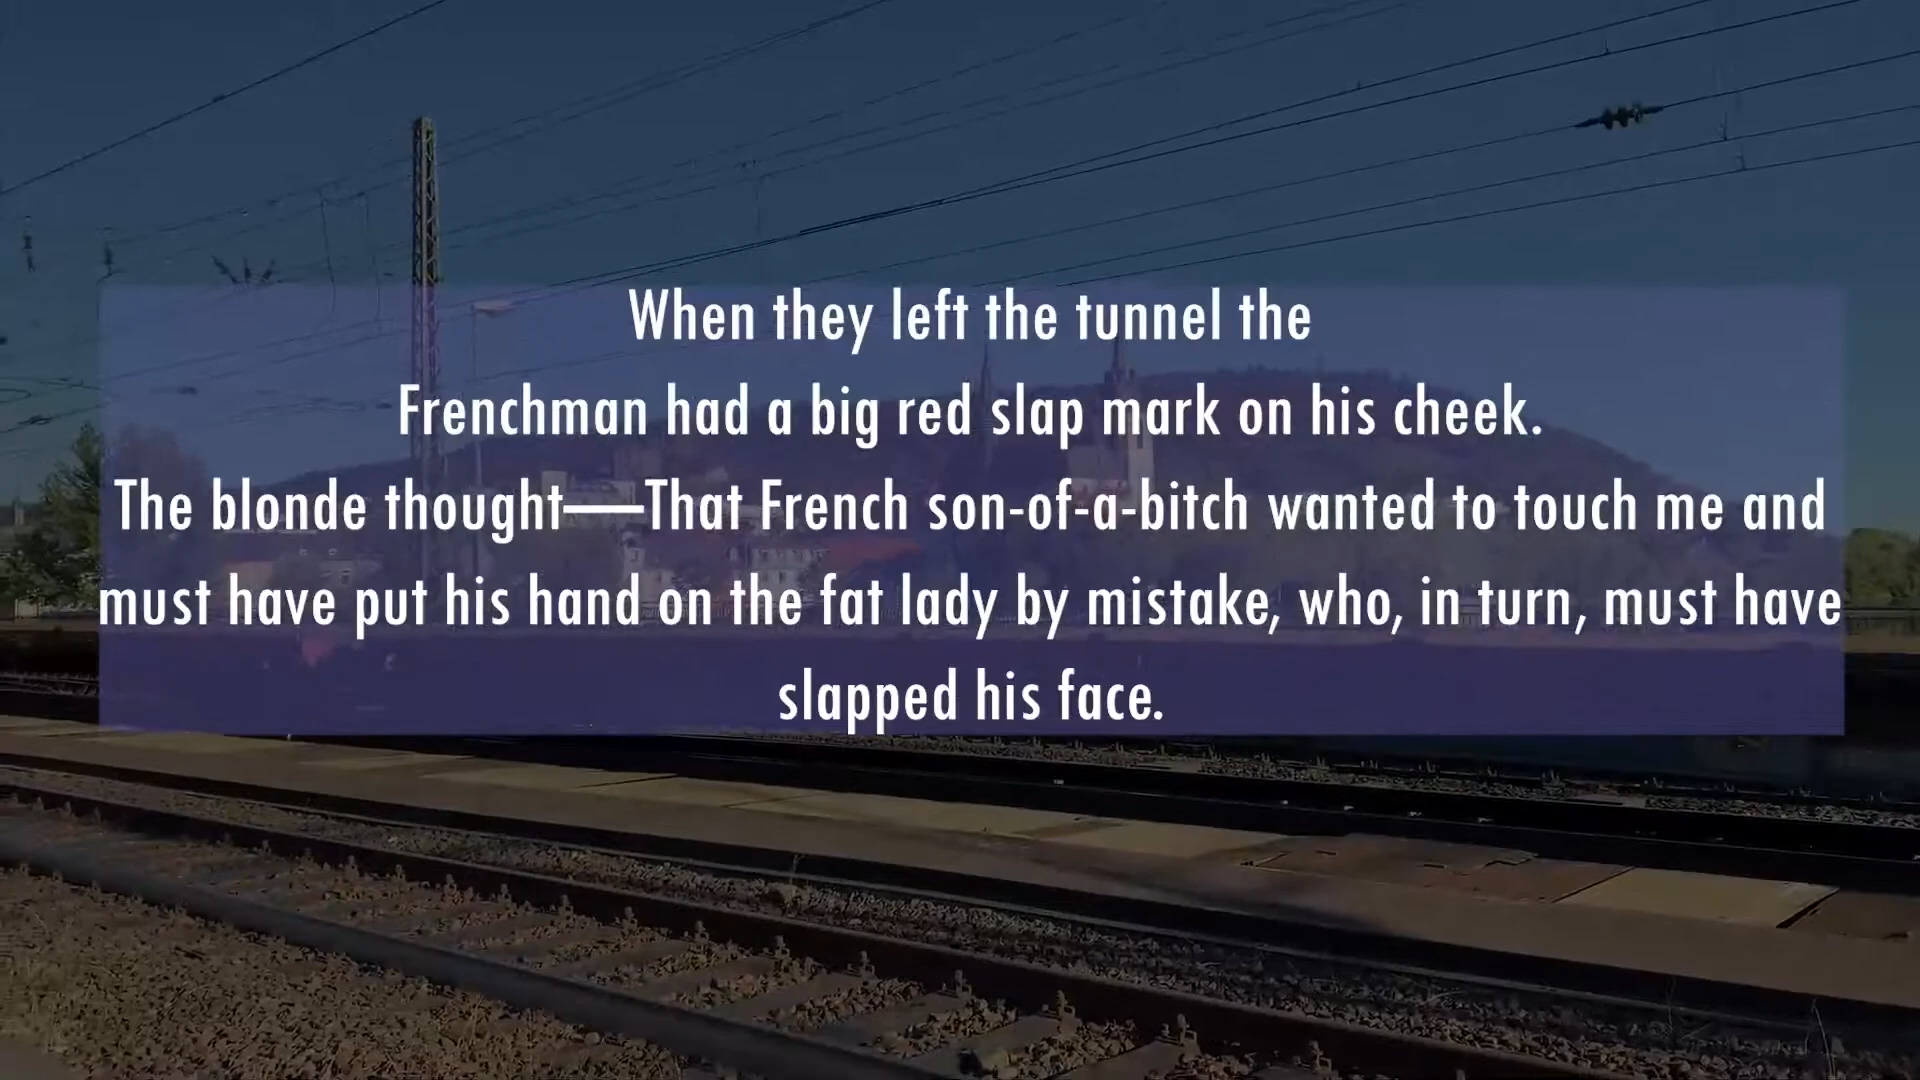 When they left the tunnel the
Frenchman had a big red slap mark on his cheek.
The blonde thought—–That French son-of-a-bitch wanted to touch me and
must have put his hand on the fat lady by mistake, who, in turn, must have
slapped his face.